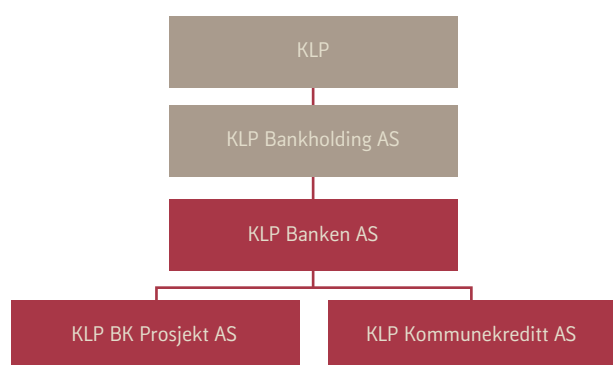 KLP
KLP Bankholding AS
KLP Banken AS
KLP BK Prosjekt AS
KLP Kommunekreditt AS